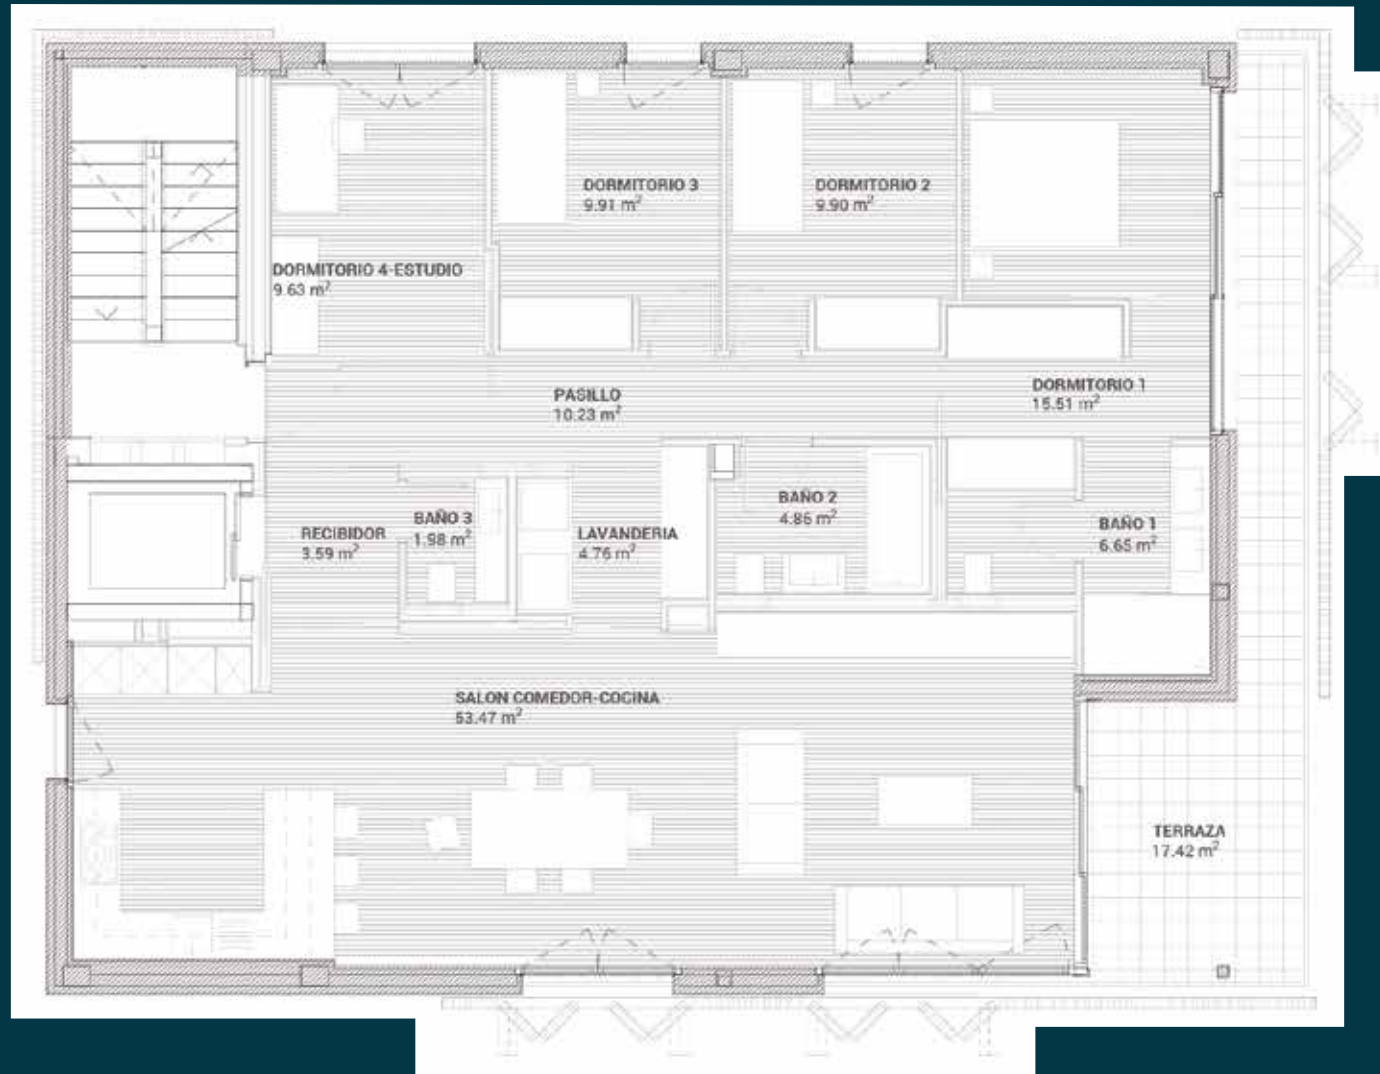 DORMITORIO 3
9.91 m²
DORMITORIO 2
9.90 m²
DORMITORIO 4-ESTUDIO
9.63 m²
PASILLO
10.23 m²
DORMITORIO 1
15.51 m²
BAÑO 3
1.98 m²
RECIBIDOR
3.59 m²
LAVANDERIA
4.76 m²
BAÑO 2
4.86 m²
BAÑO 1
6.65 m²
SALON COMEDOR-COCINA
53.47 m²
TERRAZA
17.42 m²